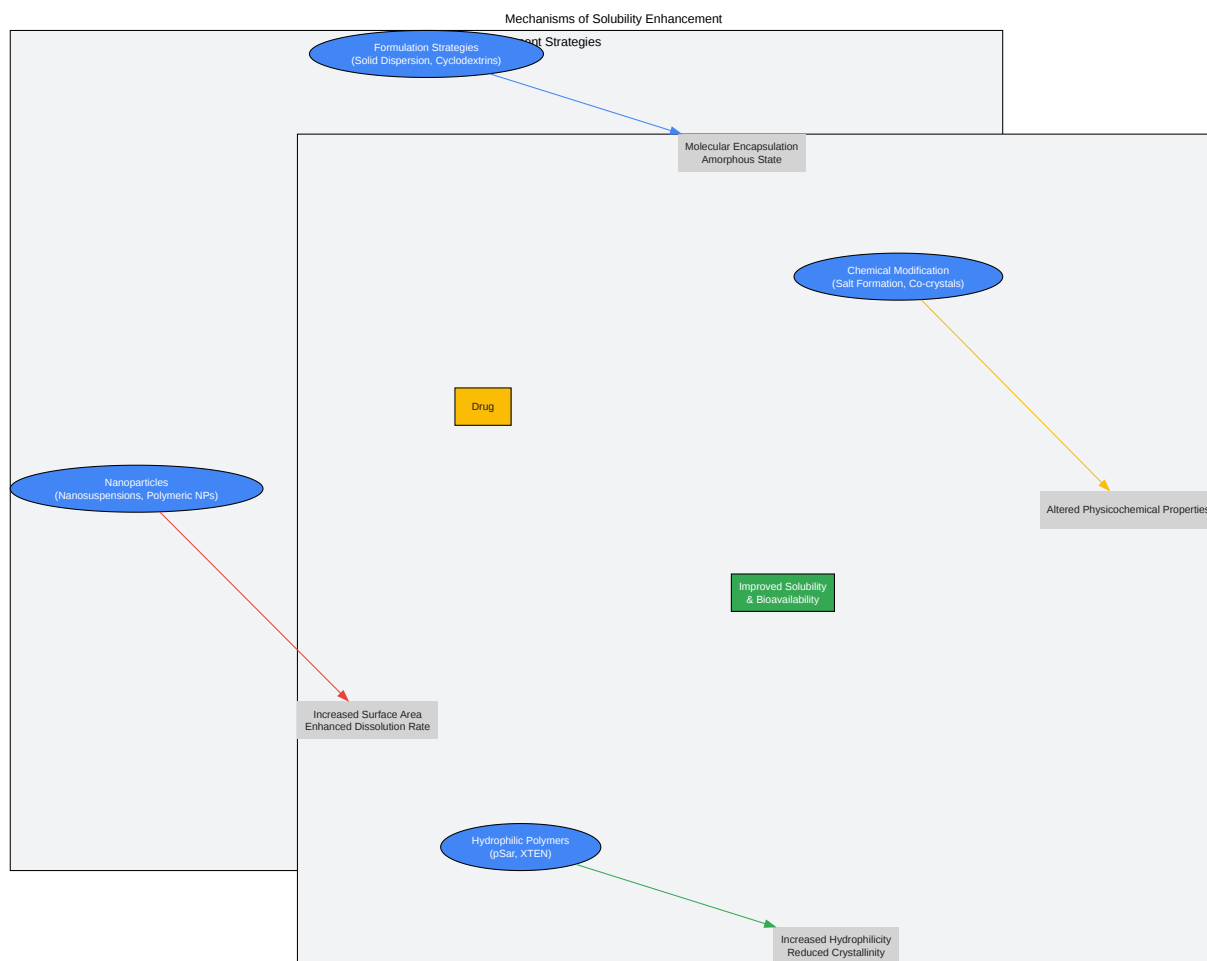 Mechanisms of Solubility Enhancement
Strategies
Formulation Strategies
(Solid Dispersion, Cyclodextrins)
Molecular Encapsulation
Amorphous State
Chemical Modification
(Salt Formation, Co-crystals)
Drug
Nanoparticles
(Nanosuspensions, Polymeric NPs)
Altered Physicochemical Properties
Improved Solubility
& Bioavailability
Increased Surface Area
Enhanced Dissolution Rate
Hydrophilic Polymers
(pSar, XTEN)
Increased Hydrophilicity
Reduced Crystallinity